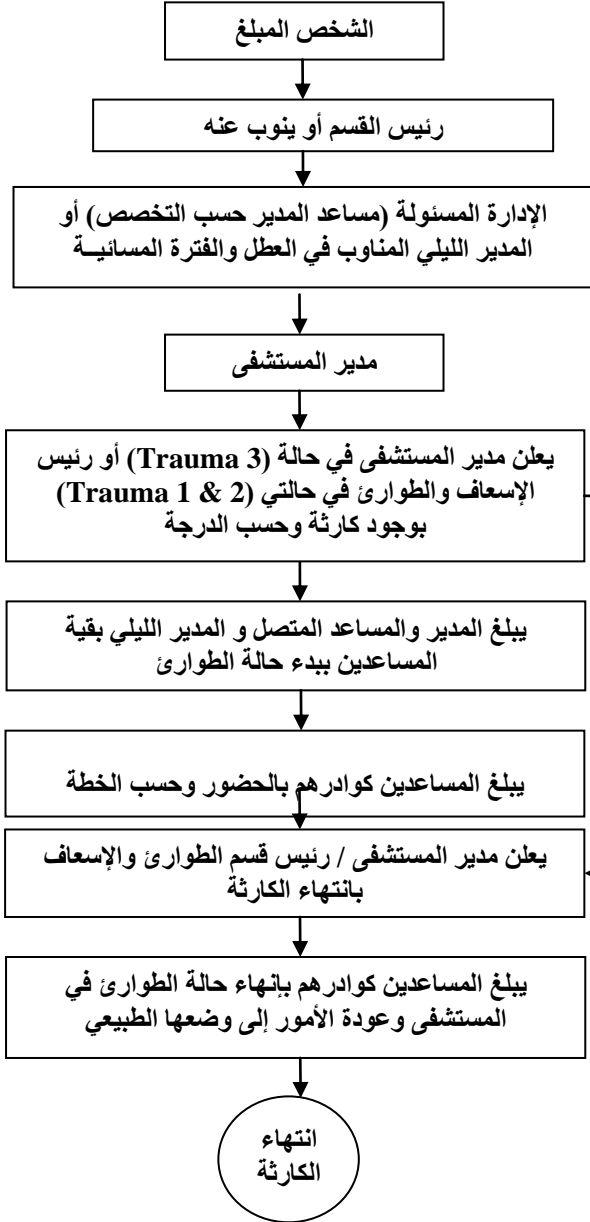 الشخص المبلغ
رئيس القسم أو ينوب عنه
الإدارة المسئولة (مساعد المدير حسب التخصص) أو
المدير الليلي المناوب في العطل والفترة المسائيــة
مدير المستشفى
يعلن مدير المستشفى في حالة (Trauma 3) أو رئيس
الإسعاف والطوارئ في حالتي (Trauma 1 & 2)
بوجود كارثة وحسب الدرجة
يبلغ المدير والمساعد المتصل و المدير الليلي بقية
المساعدين ببدء حالة الطوارئ
يبلغ المساعدين كوادرهم بالحضور وحسب الخطة
يعلن مدير المستشفى / رئيس قسم الطوارئ والإسعاف
بانتهاء الكارثة
يبلغ المساعدين كوادرهم بإنهاء حالة الطوارئ في
المستشفى وعودة الأمور إلى وضعها الطبيعي
انتهاء
الكارثة